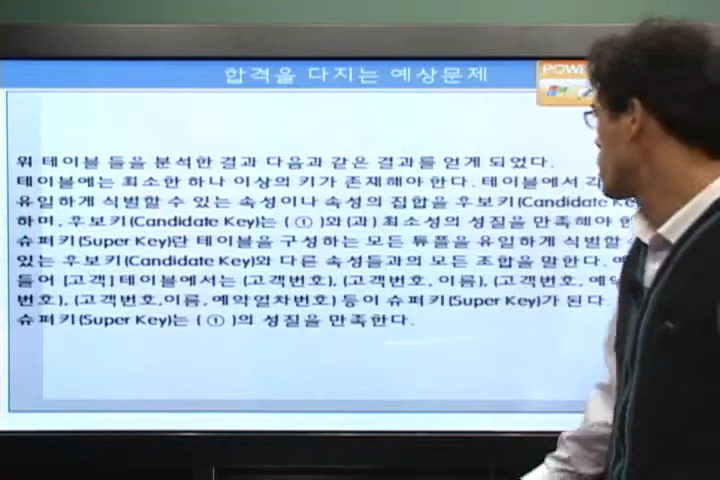 합격을 다지는 예상문제
POWE
위 테이블 들을 분석한 결과 다음과 같은 결과를 얻게 되었다.
테이블에는 최소한 하나 이상의 키가 존재해야 한다. 테이블에서 각
유일하게 식별할 수 있는 속성이나 속성의 집합을 후보키(Candidate Key
하며, 후보키(Candidate Key)는 ( ① )와(과) 최소성의 성질을 만족해야 한
슈퍼키(Super Key)란 테이블을 구성하는 모든 튜플을 유일하게 식별할
있는 후보키(Candidate Key)와 다른 속성들과의 모든 조합을 말한다. 예
들어 [고객] 테이블에서는 (고객번호), (고객번호, 이름), (고객번호, 예약
번호), (고객번호,이름, 예약열차번호) 등이 슈퍼키(Super Key)가 된다.
슈퍼키(Super Key)는 ( ① )의 성질을 만족한다.